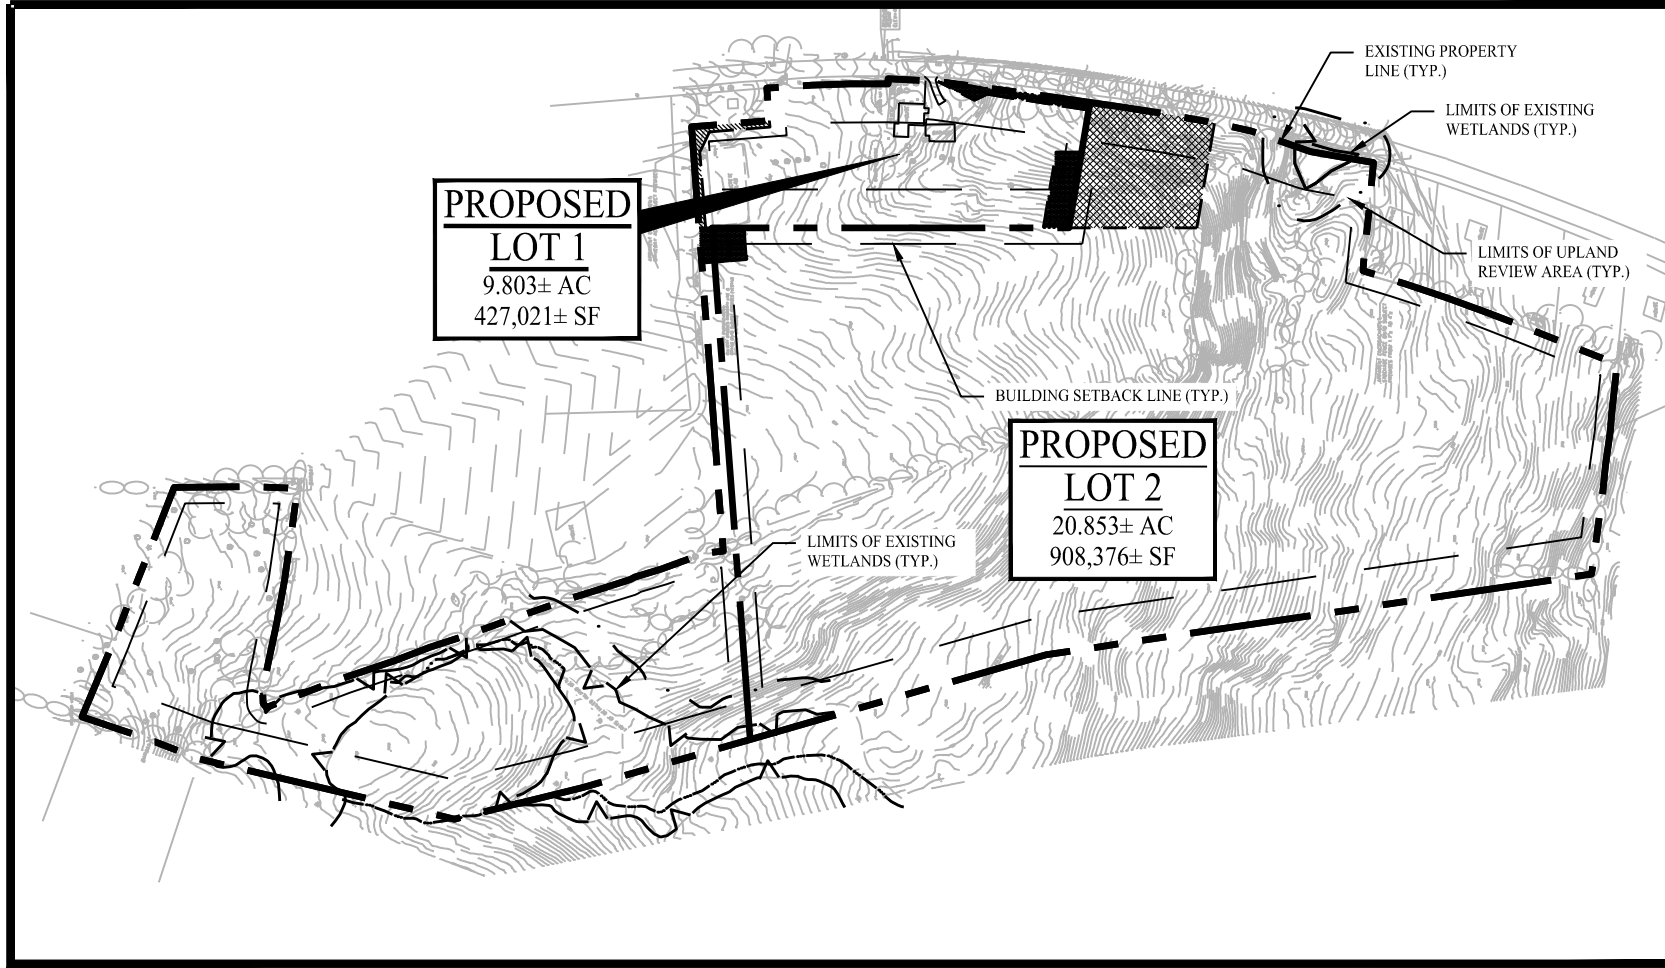 EXISTING PROPERTY
LINE (TYP.)
LIMITS OF EXISTING
WETLANDS (TYP.)
PROPOSED
LOT 1
9.803± AC
427,021± SF
LIMITS OF UPLAND
REVIEW AREA (TYP.)
BUILDING SETBACK LINE (TYP.)
PROPOSED
LOT 2
20.853± AC
908,376± SF
LIMITS OF EXISTING
WETLANDS (TYP.)